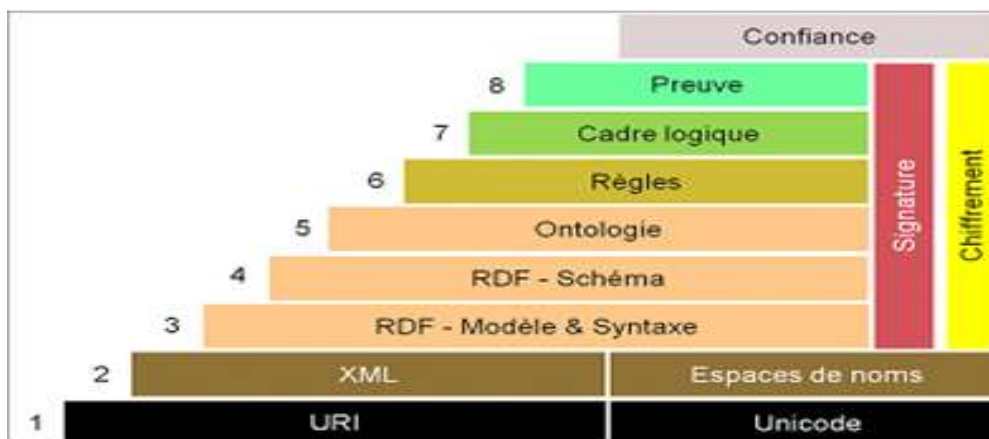 Confiance
8 Preuve
7 Cadre logique
6 Règles
5 Ontologie
4 RDF - Schéma
3 RDF - Modèle & Syntaxe
Signature
Chiffrement
2 XML Espaces de noms
1 URI Unicode